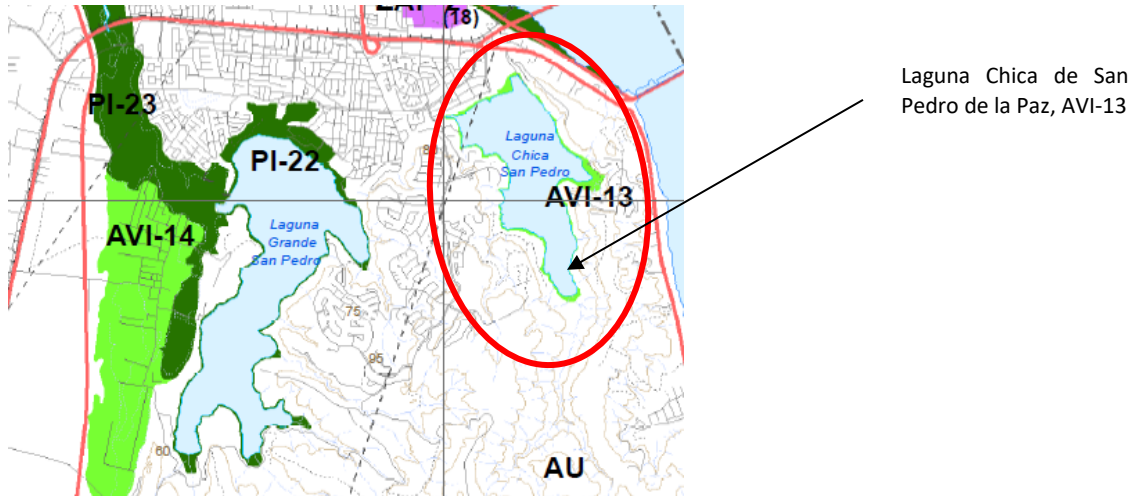 (18)
PI-23
PI-22
AVI-14
Laguna
Grande
San Pedro
Laguna
Chica
San Pedro
AVI-13
75
95
60
AU
Laguna Chica de San
Pedro de la Paz, AVI-13